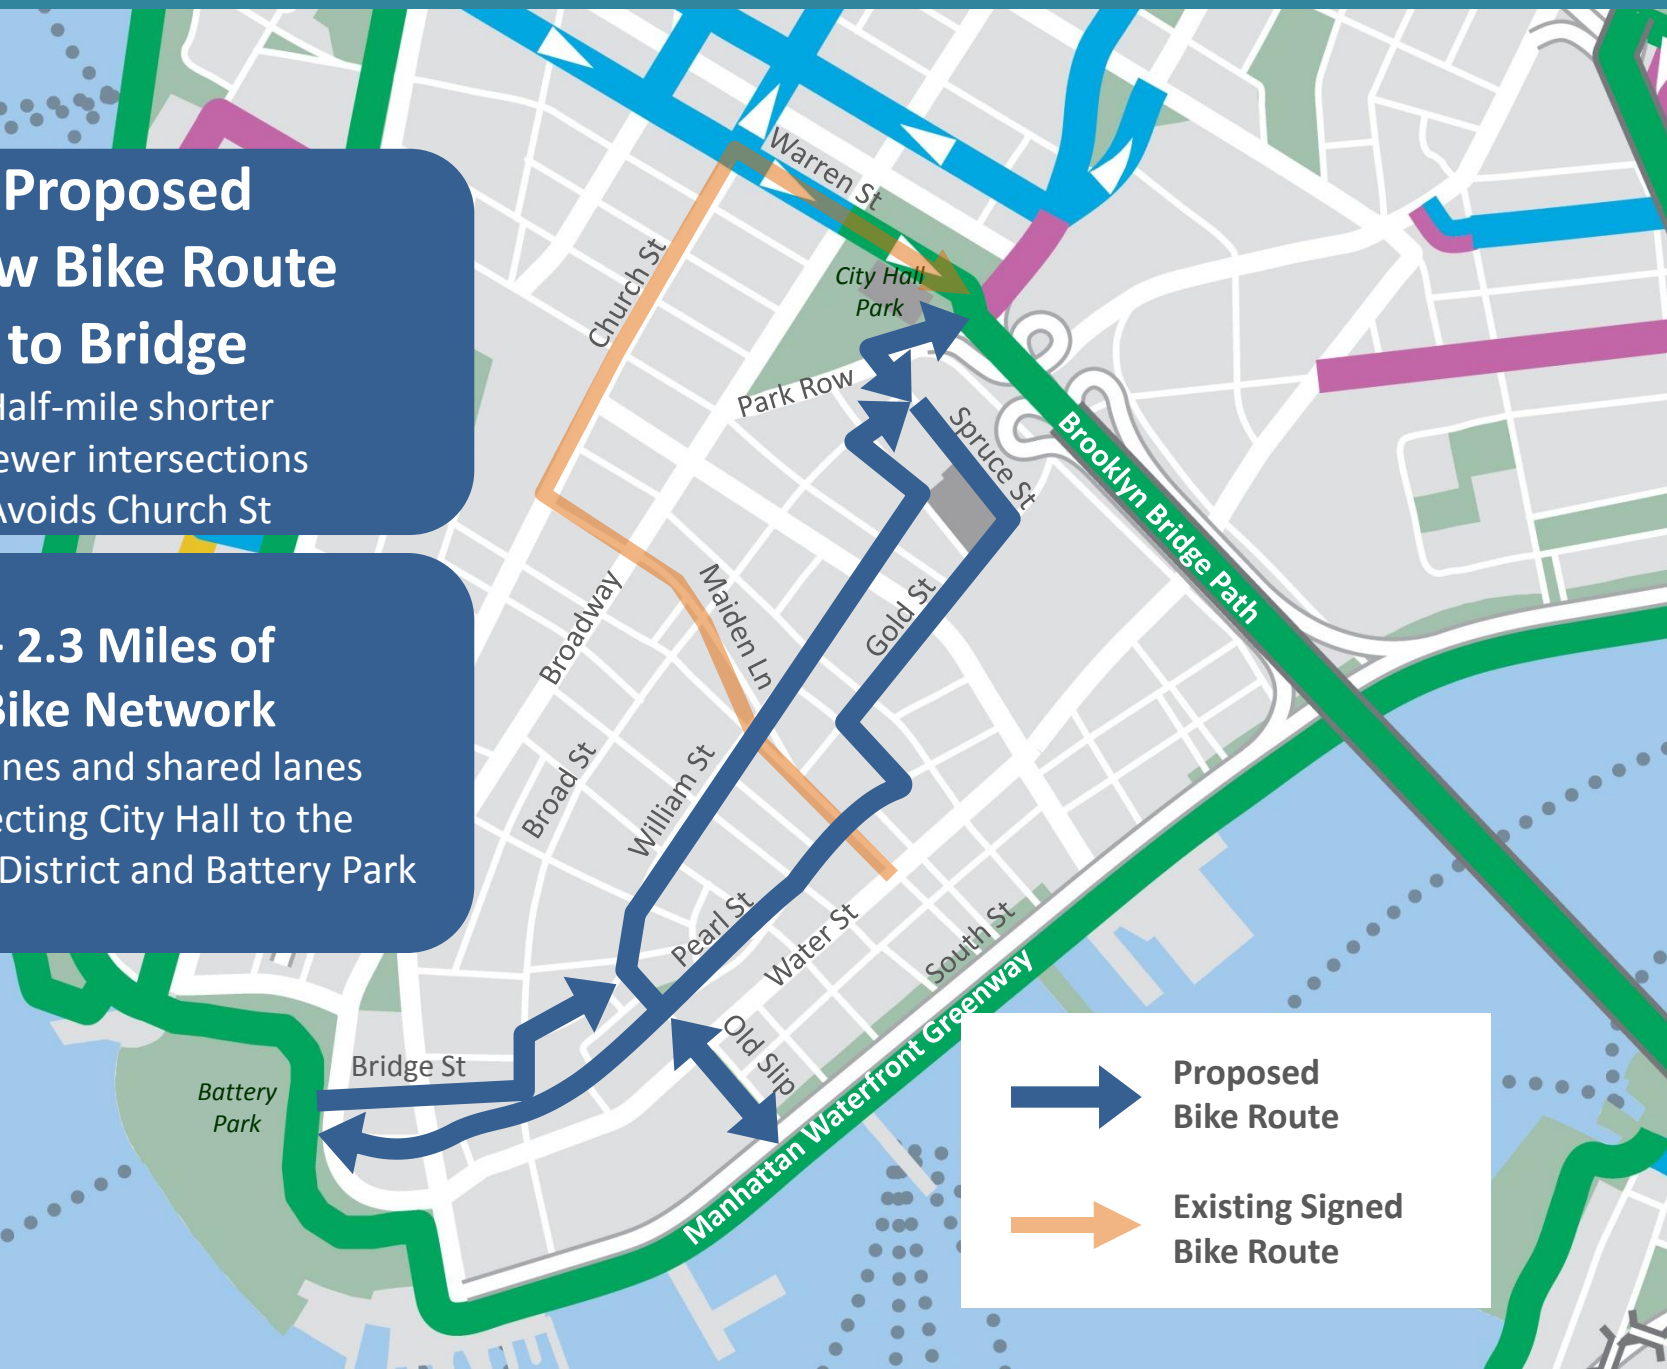 Proposed
w Bike Route
to Bridge
Half-mile shorter
ewer intersections
Avoids Church St
2.3 Miles of
Bike Network
nes and shared lanes
ecting City Hall to the
District and Battery Park
Warren St
Church St
City Hall
Park
Park Row
Spruce St
Brooklyn Bridge Path
Maiden Ln
Gold St
Broadway
Broad St
William St
Pearl St
Water St
South St
Old Slip
Manhattan Waterfront Greenway
Bridge St
Battery
Park
Proposed
Bike Route
Existing Signed
Bike Route